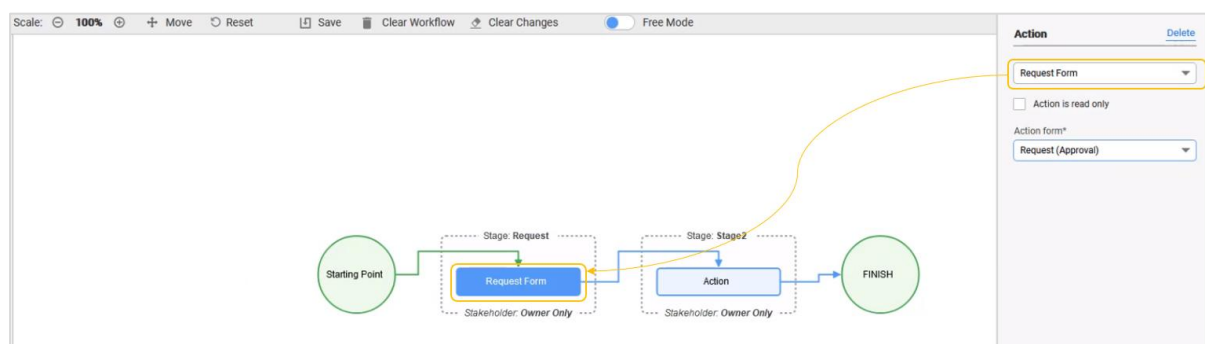 Scale: 100% Move Reset Save Clear Workflow Clear Changes Free Mode
Action Delete
Request Form
Action is read only
Action form*
Request (Approval)
Stage: Request
Stage: Stage2
Starting Point
Request Form
Action
FINISH
Stakeholder: Owner Only
Stakeholder: Owner Only